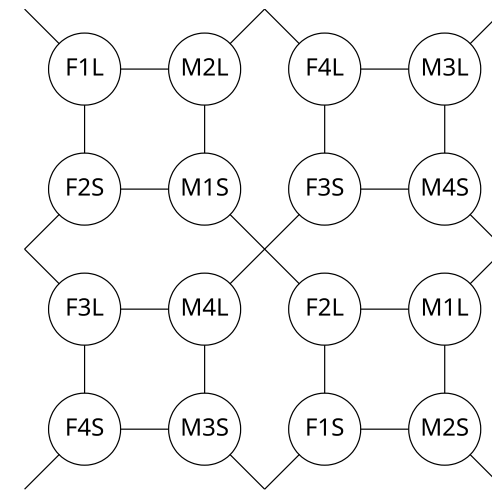 F1L M2L F4L M3L
F2S M1S F3S M4S
F3L M4L F2L M1L
F4S M3S F1S M2S